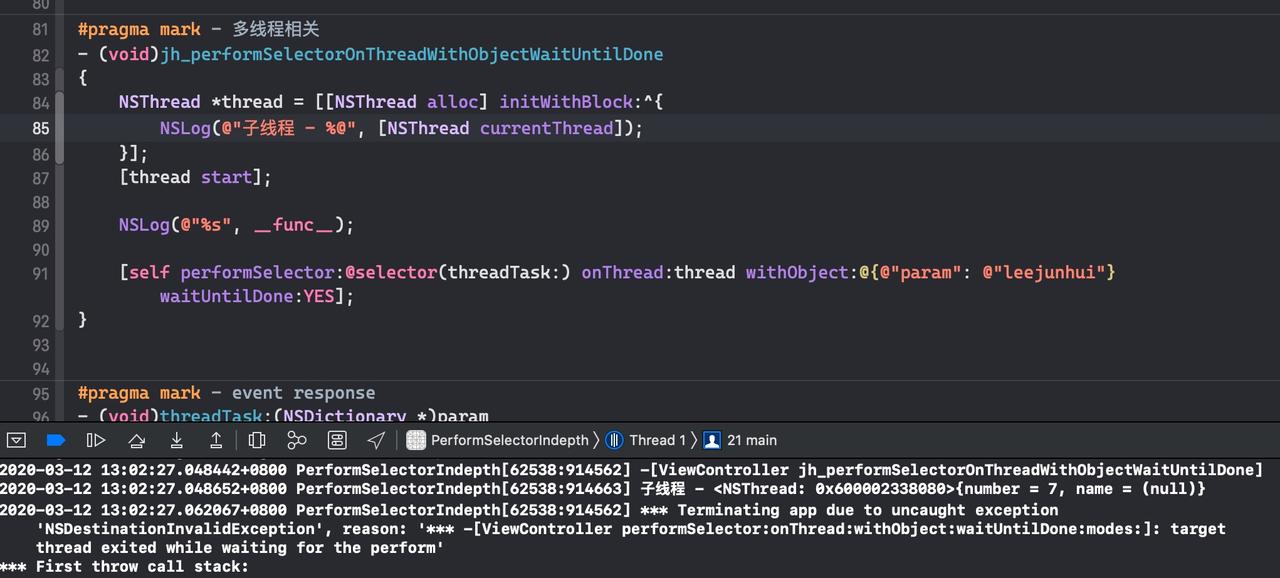 80
81 #pragma mark - 多线程相关
82 - (void)jh_performSelectorOnThreadWithObjectWaitUntilDone
83 {
84 NSThread *thread = [[NSThread alloc] initWithBlock:^{
85 NSLog(@"子线程 - %@", [NSThread currentThread]);
86 }];
87 [thread start];
88
89 NSLog(@"%s", __func__);
90
91 [self performSelector:@selector(threadTask:) onThread:thread withObject:@{@"param": @"leejunhui"}
waitUntilDone:YES];
92 }
93
94
95 #pragma mark - event response
96 - (void)threadTask:(NSDictionary *)param
PerformSelectorIndepth 〉 Thread 1 〉 21 main
2020-03-12 13:02:27.048442+0800 PerformSelectorIndepth[62538:914562] -[ViewController jh_performSelectorOnThreadWithObjectWaitUntilDone]
2020-03-12 13:02:27.048652+0800 PerformSelectorIndepth[62538:914663] 子线程 - <NSThread: 0x600002338080>{number = 7, name = (null)}
2020-03-12 13:02:27.062067+0800 PerformSelectorIndepth[62538:914562] *** Terminating app due to uncaught exception
'NSDestinationInvalidException', reason: '*** -[ViewController performSelector:onThread:withObject:waitUntilDone:modes:]: target
thread exited while waiting for the perform'
*** First throw call stack: